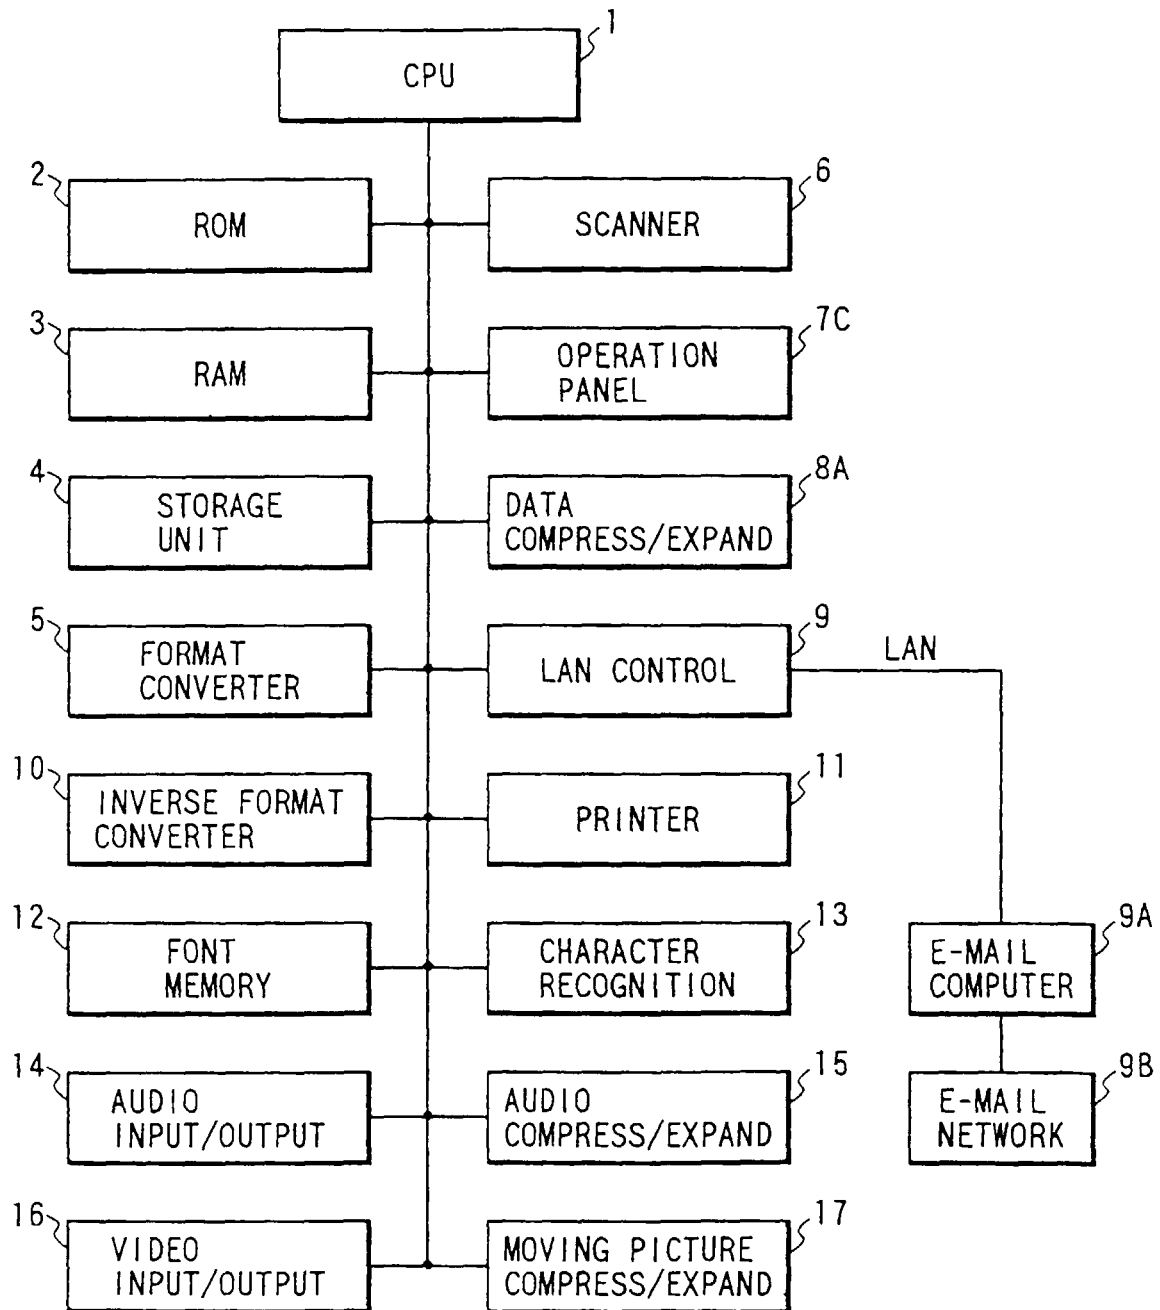 1
CPU
2
ROM
6
SCANNER
3
RAM
7C
OPERATION
PANEL
4
STORAGE
UNIT
8A
DATA
COMPRESS/EXPAND
5
FORMAT
CONVERTER
9
LAN CONTROL
LAN
10
INVERSE FORMAT
CONVERTER
11
PRINTER
12
FONT
MEMORY
13
CHARACTER
RECOGNITION
9A
E-MAIL
COMPUTER
14
AUDIO
INPUT/OUTPUT
15
AUDIO
COMPRESS/EXPAND
9B
E-MAIL
NETWORK
16
VIDEO
INPUT/OUTPUT
17
MOVING PICTURE
COMPRESS/EXPAND